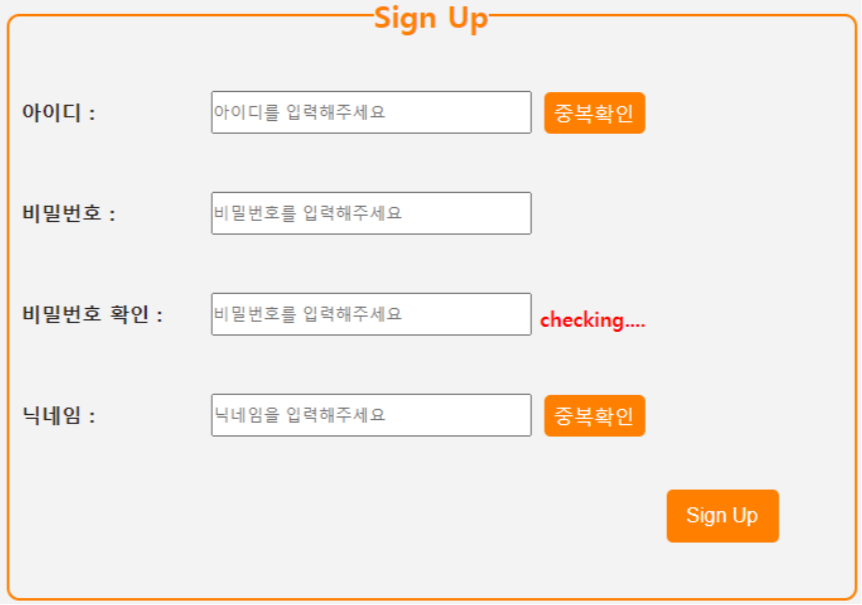 Sign Up
아이디 : 아이디를 입력해주세요 중복확인
비밀번호 : 비밀번호를 입력해주세요
비밀번호 확인 : 비밀번호를 입력해주세요 checking....
닉네임 : 닉네임을 입력해주세요 중복확인
Sign Up